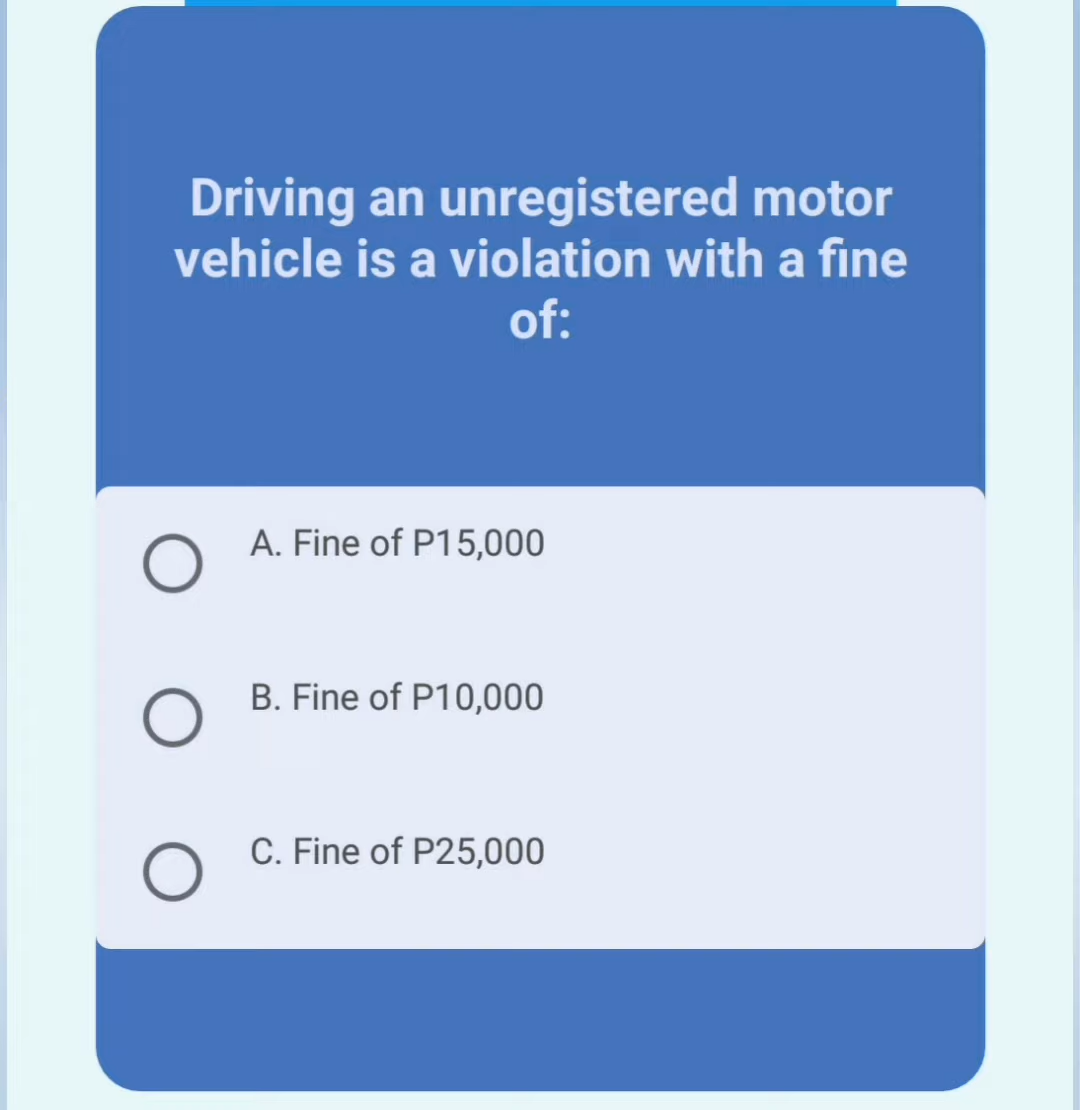 Driving an unregistered motor
vehicle is a violation with a fine
of:
A. Fine of P15,000
B. Fine of P10,000
C. Fine of P25,000